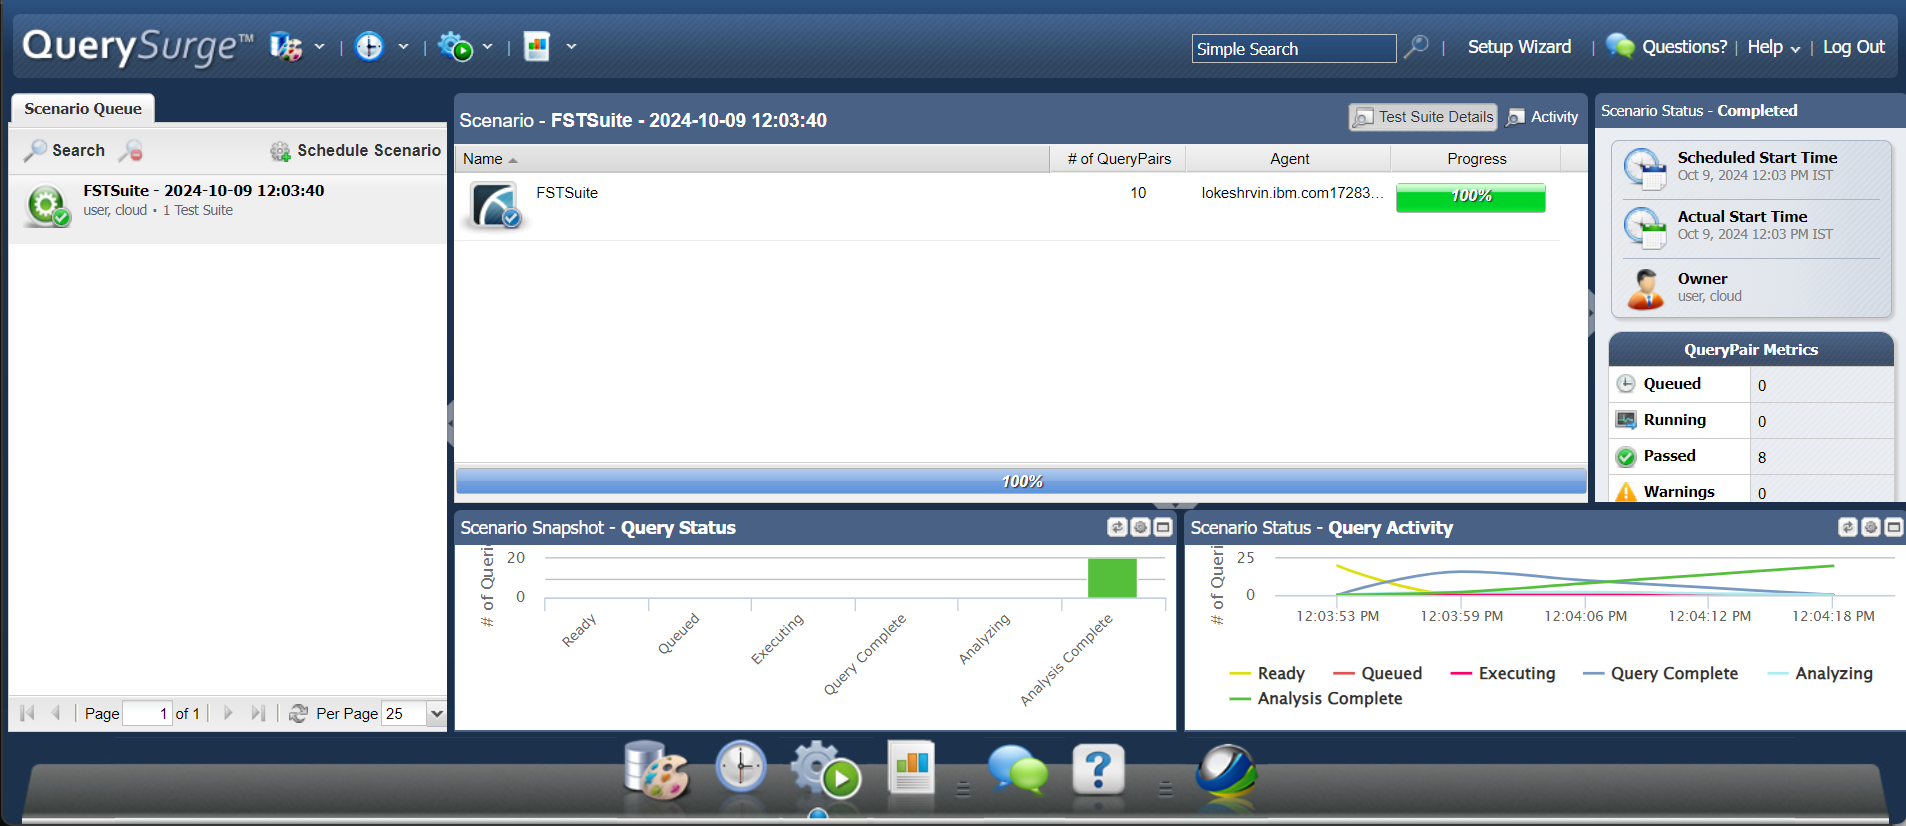 QuerySurge™
Simple Search
Setup Wizard
Questions?
Help
Log Out
Scenario Queue
Search
Schedule Scenario
FSTSuite - 2024-10-09 12:03:40
user, cloud • 1 Test Suite
Page 1 of 1
Per Page 25
Scenario - FSTSuite - 2024-10-09 12:03:40
Test Suite Details
Activity
Name
# of QueryPairs
Agent
Progress
FSTSuite
10
lokeshrvin.ibm.com17283...
100%
100%
Scenario Status - Completed
Scheduled Start Time
Oct 9, 2024 12:03 PM IST
Actual Start Time
Oct 9, 2024 12:03 PM IST
Owner
user, cloud
QueryPair Metrics
Queued 0
Running 0
Passed 8
Warnings 0
Scenario Snapshot - Query Status
# of Queri
20
0
Ready
Queued
Executing
Query Complete
Analyzing
Analysis Complete
Scenario Status - Query Activity
# of Queri
25
0
12:03:53 PM
12:03:59 PM
12:04:06 PM
12:04:12 PM
12:04:18 PM
Ready
Queued
Executing
Query Complete
Analyzing
Analysis Complete
?